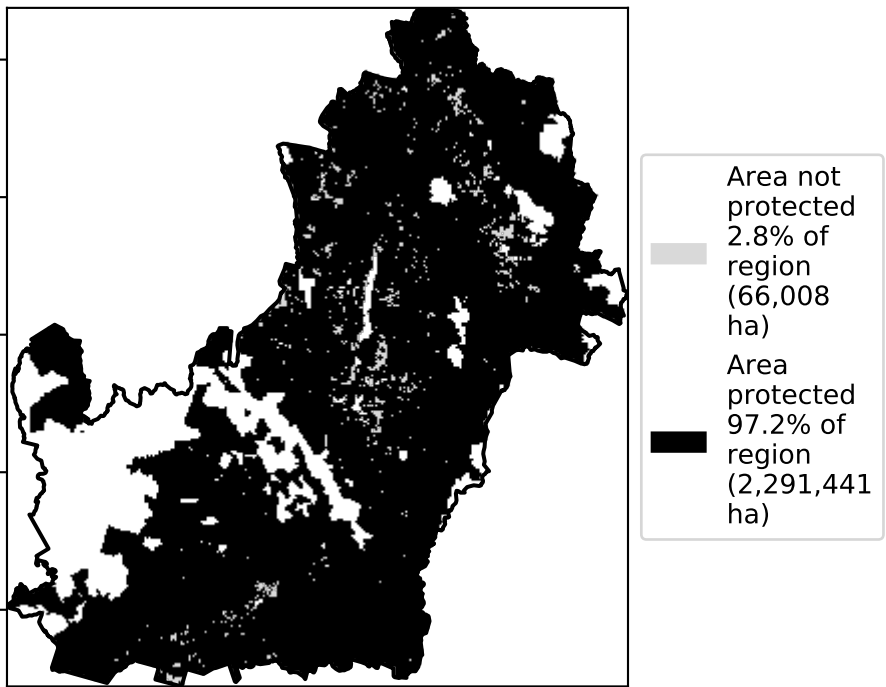 Area not
protected
2.8% of
region
(66,008
ha)
Area
protected
97.2% of
region
(2,291,441
ha)